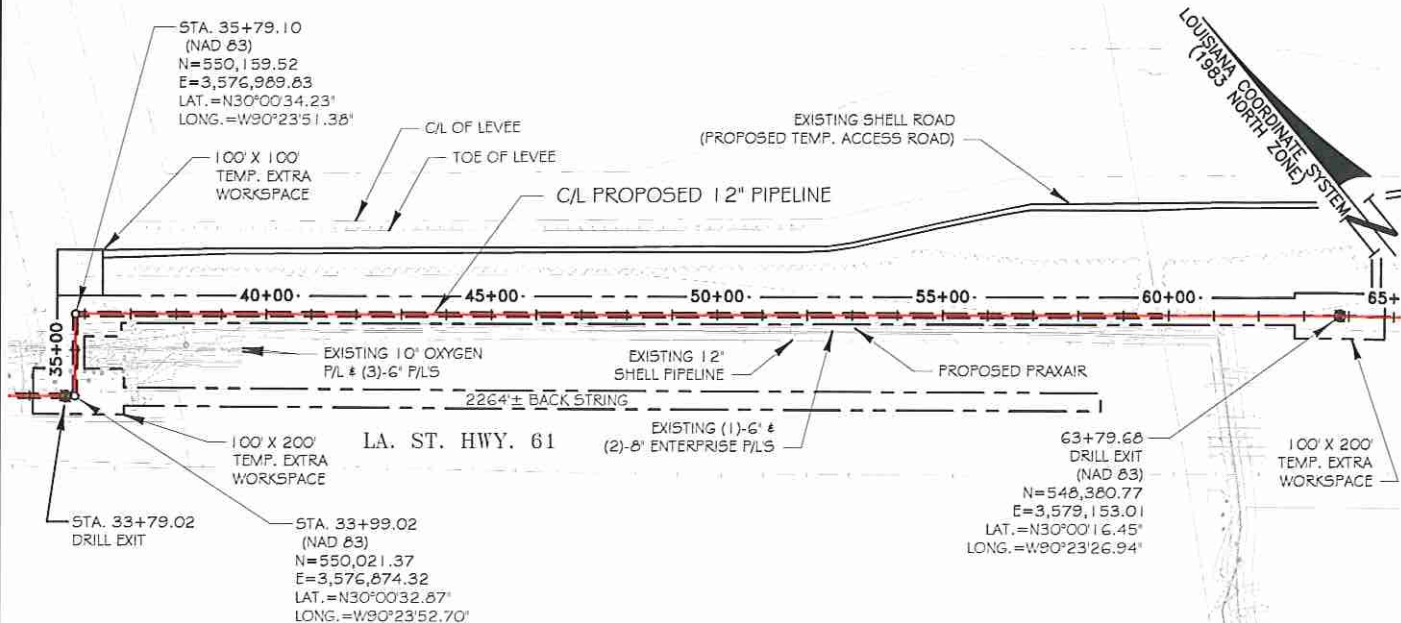 STA. 35+79.10
(NAD 83)
N=550,159.52
E=3,576,989.83
LAT.=N30°00'34.23"
LONG.=W90°23'51.38"
100' X 100'
TEMP. EXTRA
WORKSPACE
C/L OF LEVEE
TOE OF LEVEE
C/L PROPOSED 12" PIPELINE
EXISTING SHELL ROAD
(PROPOSED TEMP. ACCESS ROAD)
LOUISIANA COORDINATE SYSTEM
(1983 NORTH ZONE)
35+00
40+00
45+00
50+00
55+00
60+00
65+
EXISTING 10" OXYGEN
P/L & (3)-6" P/L'S
EXISTING 12"
SHELL PIPELINE
PROPOSED PRAXAIR
2264'± BACK STRING
EXISTING (1)-6" &
(2)-8" ENTERPRISE P/L'S
LA. ST. HWY. 61
100' X 200'
TEMP. EXTRA
WORKSPACE
STA. 33+79.02
DRILL EXIT
STA. 33+99.02
(NAD 83)
N=550,021.37
E=3,576,874.32
LAT.=N30°00'32.87"
LONG.=W90°23'52.70"
63+79.68
DRILL EXIT
(NAD 83)
N=548,380.77
E=3,579,153.01
LAT.=N30°00'16.45"
LONG.=W90°23'26.94"
100' X 200'
TEMP. EXTRA
WORKSPACE